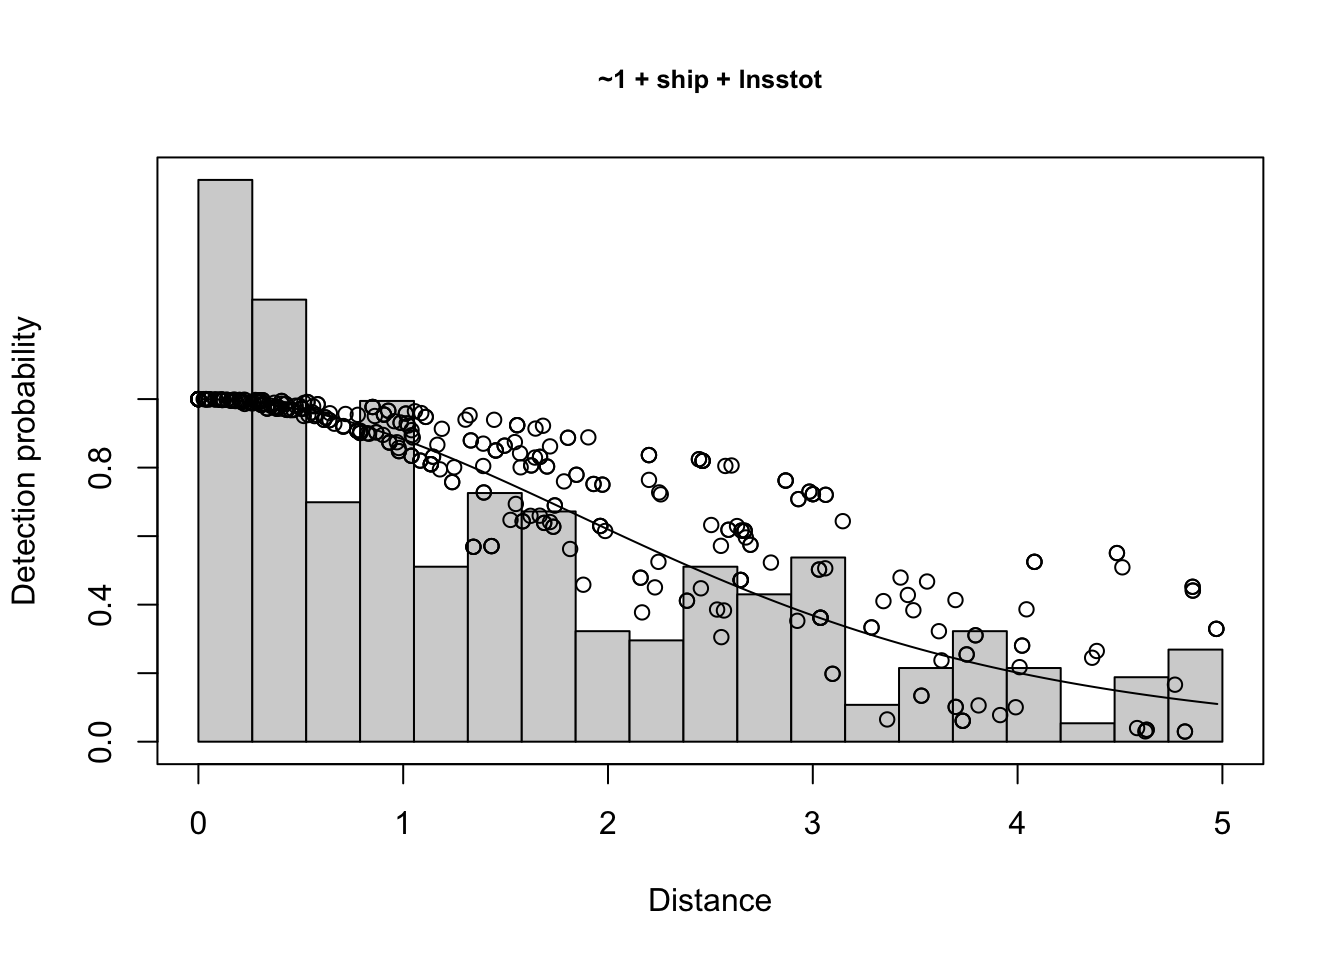 ~1 + ship + lnsstot
Detection probability
0.8
0.4
0.0
0 1 2 3 4 5
Distance